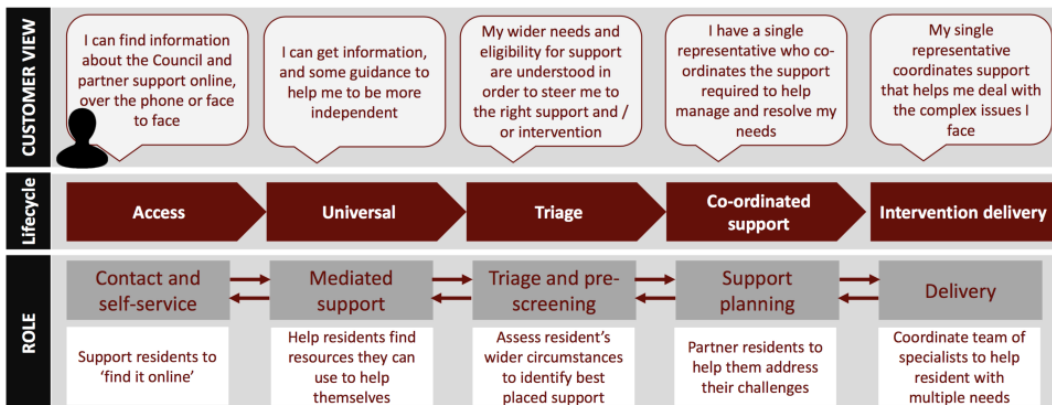 CUSTOMER VIEW
I can find information
about the Council and
partner support online,
over the phone or face
to face
I can get information,
and some guidance to
help me to be more
independent
My wider needs and
eligibility for support
are understood in
order to steer me to
the right support and /
or intervention
I have a single
representative who co-
ordinates the support
required to help
manage and resolve my
needs
My single
representative
coordinates support
that helps me deal with
the complex issues I
face
Lifecycle
Access
Universal
Triage
Co-ordinated
support
Intervention delivery
ROLE
Contact and
self-service
Mediated
support
Triage and pre-
screening
Support
planning
Delivery
Support residents to
‘find it online’
Help residents find
resources they can
use to help
themselves
Assess resident’s
wider circumstances
to identify best
placed support
Partner residents to
help them address
their challenges
Coordinate team of
specialists to help
resident with
multiple needs